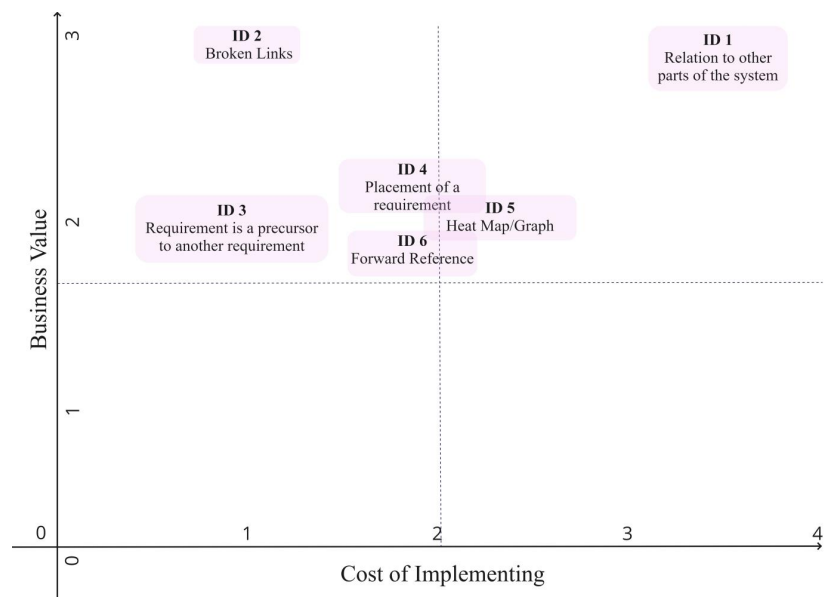 3
ID 2
Broken Links
ID 1
Relation to other
parts of the system
ID 4
Placement of a
requirement
ID 3
Requirement is a precursor
to another requirement
2
ID 5
Heat Map/Graph
ID 6
Forward Reference
Business Value
1
0
1
2
3
4
0
Cost of Implementing